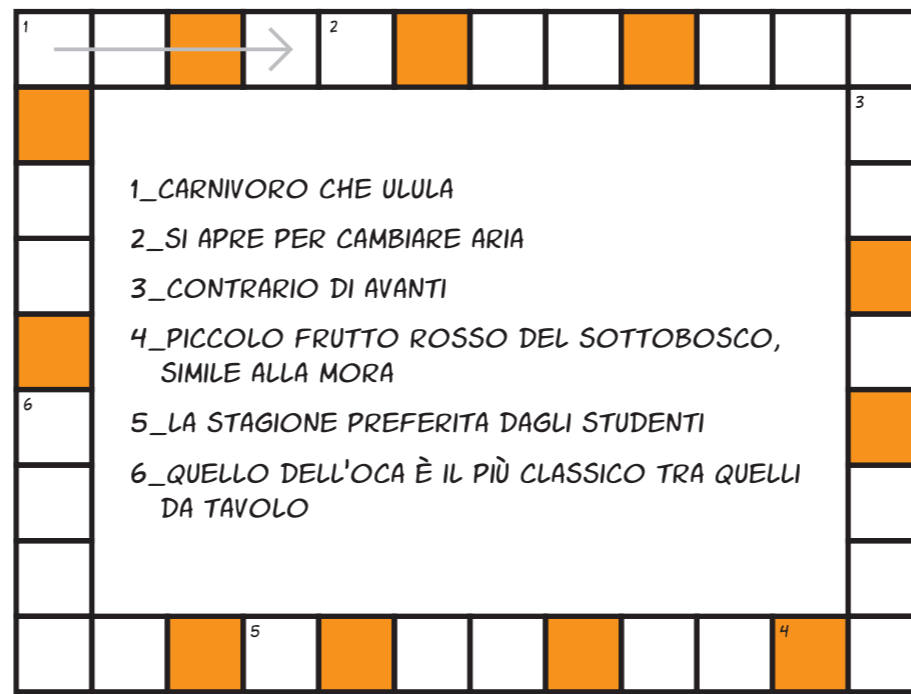 1 2
3
1_CARNIVORO CHE ULULA
2_SI APRE PER CAMBIARE ARIA
3_CONTRARIO DI AVANTI
4_PICCOLO FRUTTO ROSSO DEL SOTTOBOSCO,
SIMILE ALLA MORA
6
5_LA STAGIONE PREFERITA DAGLI STUDENTI
6_QUELLO DELL'OCA È IL PIÙ CLASSICO TRA QUELLI
DA TAVOLO
5 4